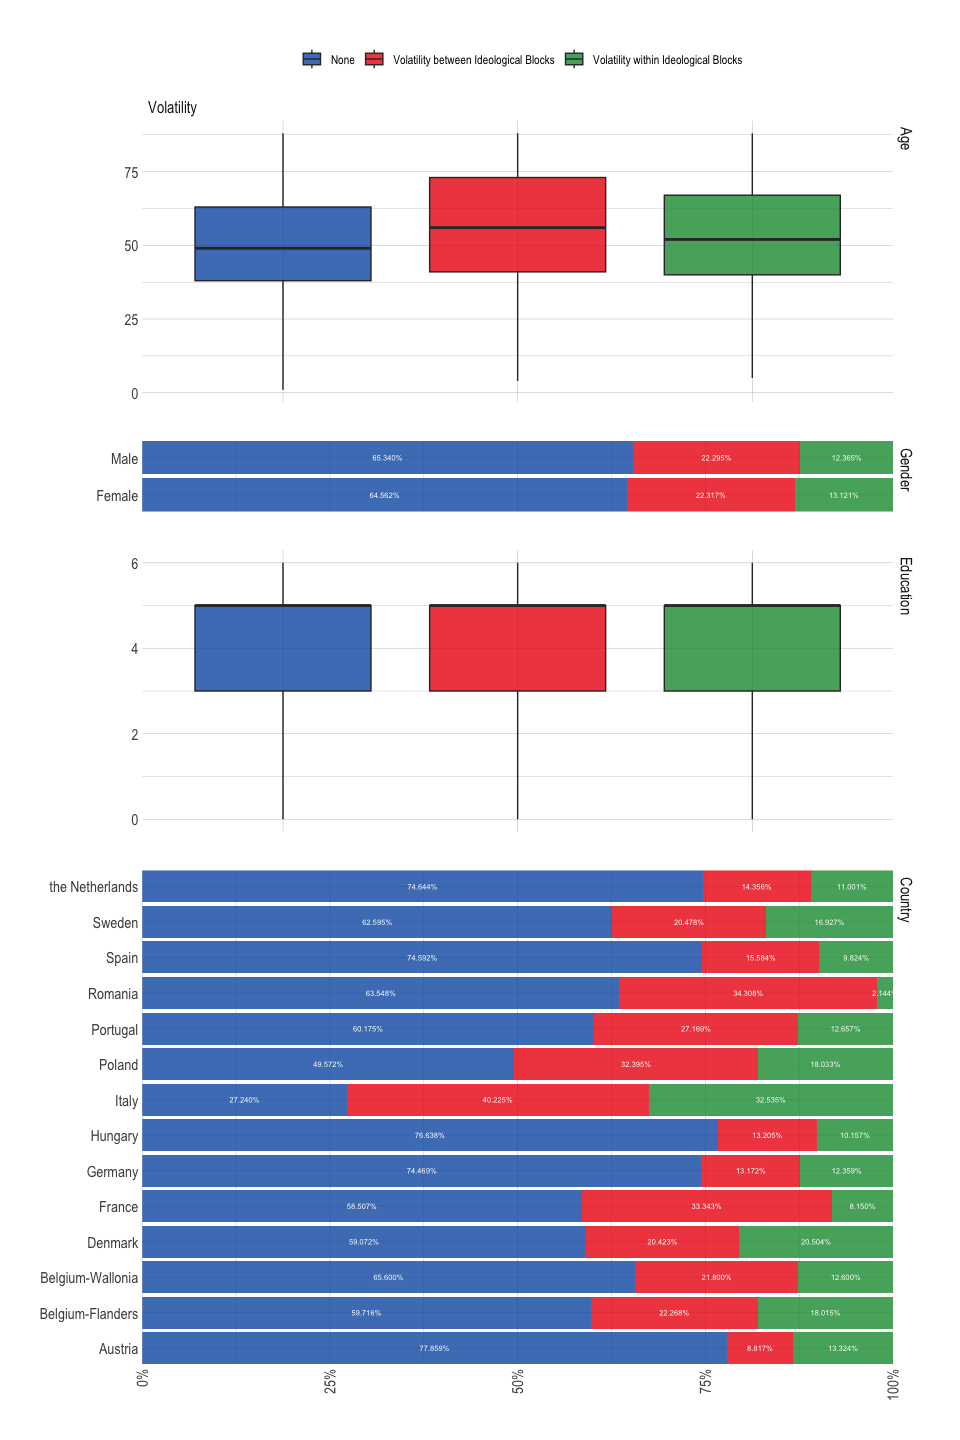 None Volatility between Ideological Blocks Volatility within Ideological Blocks
Volatility
Age
75
50
25
0
Gender
Male 65.340% 22.295% 12.365%
Female 64.562% 22.317% 13.121%
Education
6
4
2
0
Country
the Netherlands 74.644% 14.356% 11.001%
Sweden 62.595% 20.478% 16.927%
Spain 74.592% 15.584% 9.824%
Romania 63.548% 34.308% 2.144%
Portugal 60.175% 27.169% 12.657%
Poland 49.572% 32.395% 18.033%
Italy 27.240% 40.225% 32.535%
Hungary 76.638% 13.205% 10.157%
Germany 74.469% 13.172% 12.359%
France 58.507% 33.343% 8.150%
Denmark 59.072% 20.423% 20.504%
Belgium-Wallonia 65.600% 21.800% 12.600%
Belgium-Flanders 59.716% 22.268% 18.015%
Austria 77.859% 8.817% 13.324%
0% 25% 50% 75% 100%